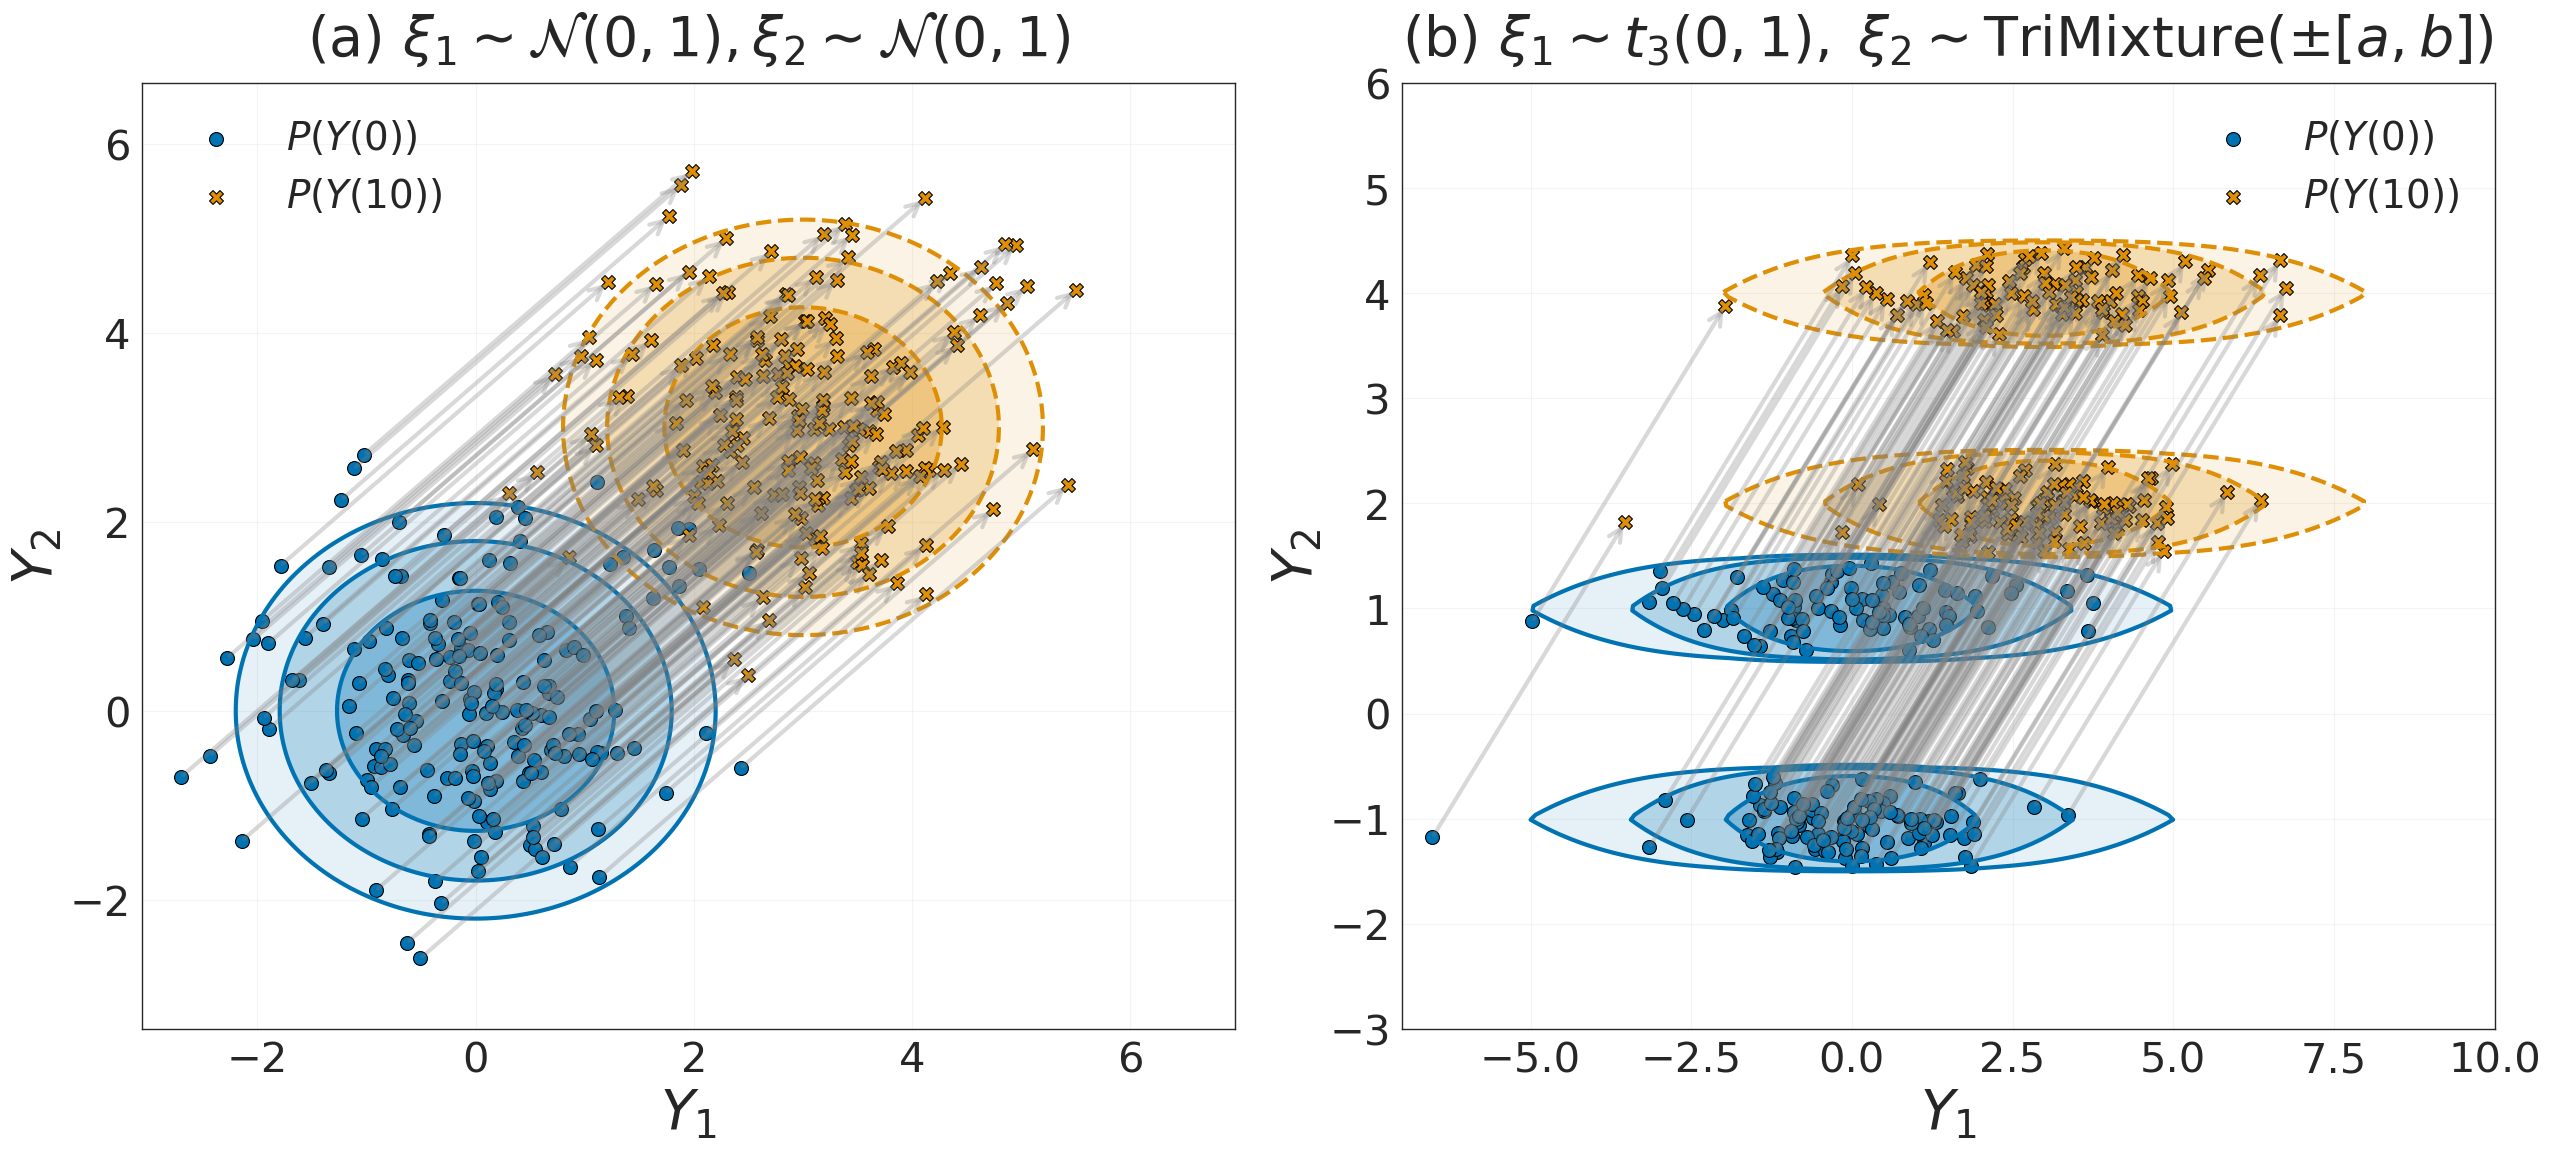 (a) ξ₁ ∼ 𝒩(0, 1), ξ₂ ∼ 𝒩(0, 1)
P(Y(0))
P(Y(10))
6
4
2
0
−2
Y₂
−2 0 2 4 6
Y₁
(b) ξ₁ ∼ t₃(0, 1), ξ₂ ∼ TriMixture(±[a, b])
P(Y(0))
P(Y(10))
6
5
4
3
2
1
0
−1
−2
−3
Y₂
−5.0 −2.5 0.0 2.5 5.0 7.5 10.0
Y₁